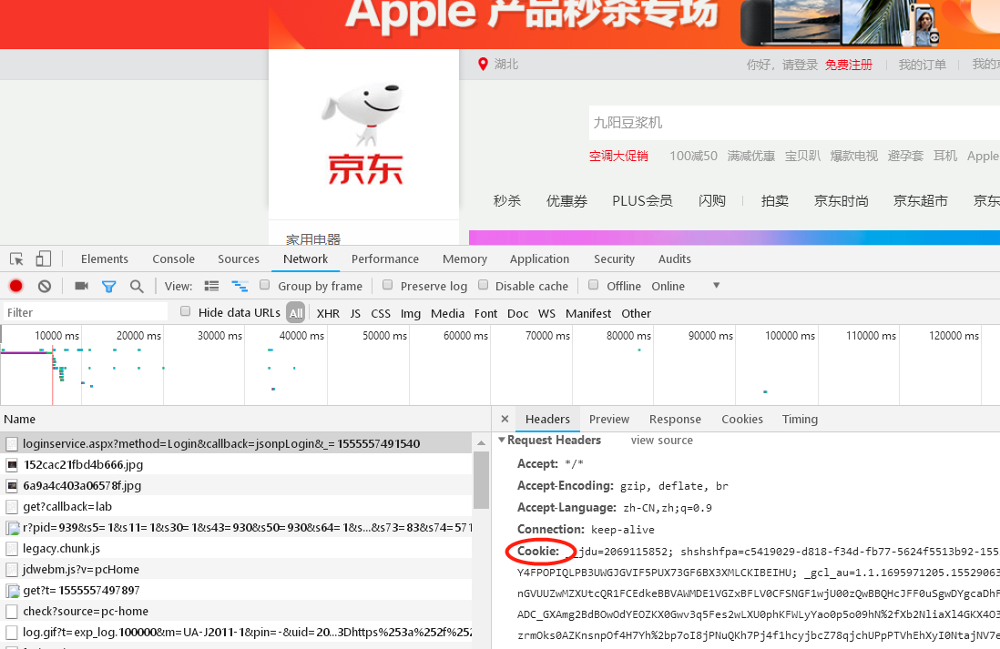 Apple 产品秒杀专场
湖北
你好，请登录 免费注册 我的订单 我的
京东
九阳豆浆机
空调大促销 100减50 满减优惠 宝贝趴 爆款电视 避孕套 耳机 Apple
秒杀 优惠券 PLUS会员 闪购 拍卖 京东时尚 京东超市 京东
家用电器
Elements Console Sources Network Performance Memory Application Security Audits
View: Group by frame Preserve log Disable cache Offline Online
Filter Hide data URLs All XHR JS CSS Img Media Font Doc WS Manifest Other
10000 ms 20000 ms 30000 ms 40000 ms 50000 ms 60000 ms 70000 ms 80000 ms 90000 ms 100000 ms 110000 ms 120000 ms
Name
loginservice.aspx?method=Login&callback=jsonpLogin&_=1555557491540
152cac21fbd4b666.jpg
6a9a4c403a06578f.jpg
get?callback=lab
r?pid=939&s5=1&s11=1&s30=1&s43=930&s50=930&s64=1&s...&s73=83&s74=571
legacy.chunk.js
jdwebm.js?v=pcHome
get?t=1555557497897
check?source=pc-home
log.gif?t=exp_log.100000&m=UA-J2011-1&pin=-&uid=20...3Dhttps%253a%252f%252
Headers Preview Response Cookies Timing
Request Headers view source
Accept: */*
Accept-Encoding: gzip, deflate, br
Accept-Language: zh-CN,zh;q=0.9
Connection: keep-alive
Cookie: __jdu=2069115852; shshshfpa=c5419029-d818-f34d-fb77-5624f5513b92-155
Y4FPOPIQLPB3UWGJGVIF5PUX73GF6BX3XMLCKIBEIHU; _gcl_au=1.1.1695971205.15529063
nGVUUZwMZXUtcQR1FCEdkeBBVAWMDE1VGZxBFLV0CFSNGF1wjU00zQwBBQHcJFF0uSgwDYgcaDhF
ADC_GXAmg2BdBOwOdYEOZKX0Gwv3q5Fes2wLXU0phKFWLyYao0p5o09hN%2fXb2NliaXl4GKX4O3
zrmOks0AZKnsnpOf4H7Yh%2bp7oI8jPNuQKh7Pj4f1hcyjbcZ78qjchUPpPTVhEhXyI0NtajNV7e